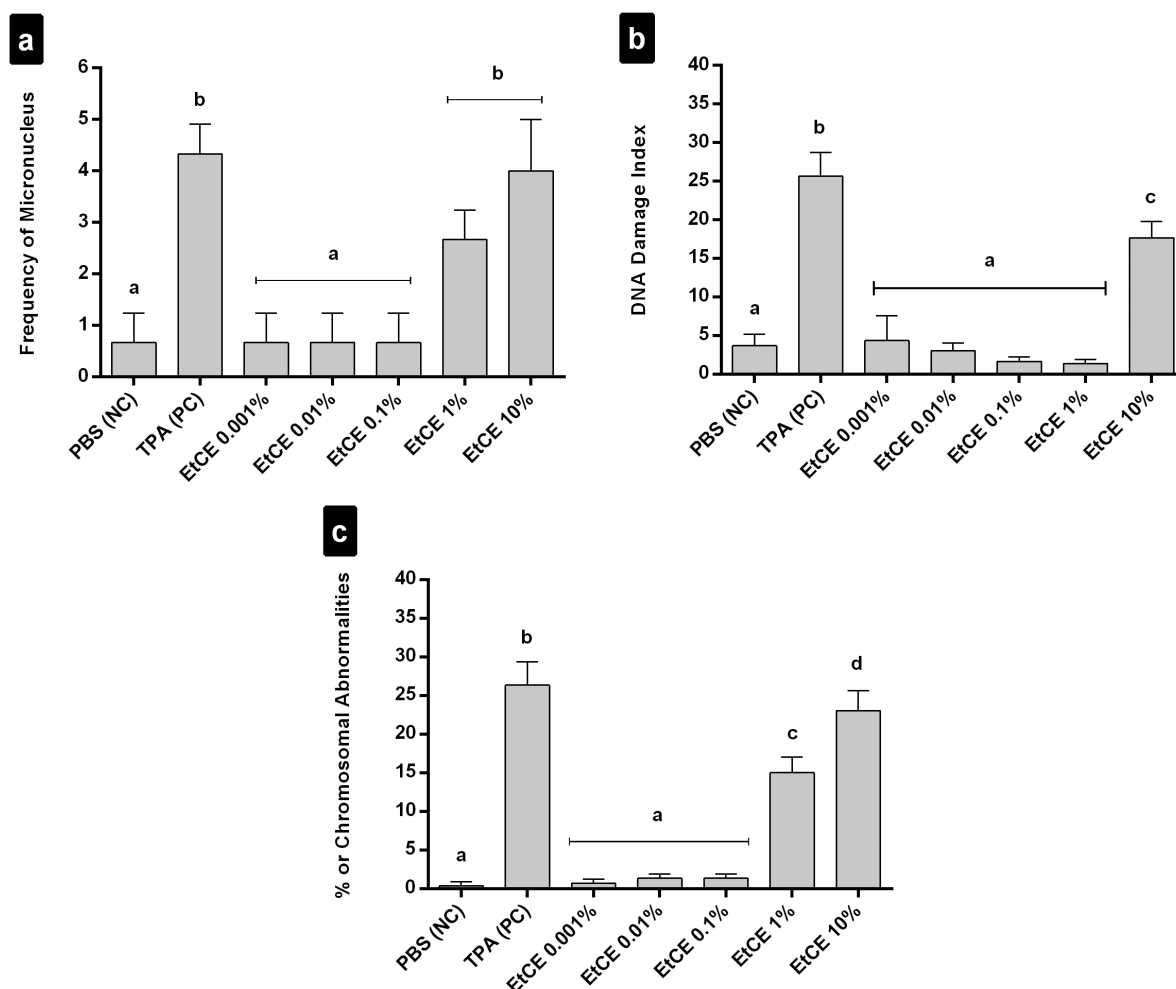 a
Frequency of Micronucleus
6
5
4
3
2
1
0
a
b
a
b
PBS (NC)
TPA (PC)
EtCE 0.001%
EtCE 0.01%
EtCE 0.1%
EtCE 1%
EtCE 10%
b
DNA Damage Index
40
35
30
25
20
15
10
5
0
a
b
a
c
PBS (NC)
TPA (PC)
EtCE 0.001%
EtCE 0.01%
EtCE 0.1%
EtCE 1%
EtCE 10%
c
% or Chromosomal Abnormalities
40
35
30
25
20
15
10
5
0
a
b
a
c
d
PBS (NC)
TPA (PC)
EtCE 0.001%
EtCE 0.01%
EtCE 0.1%
EtCE 1%
EtCE 10%